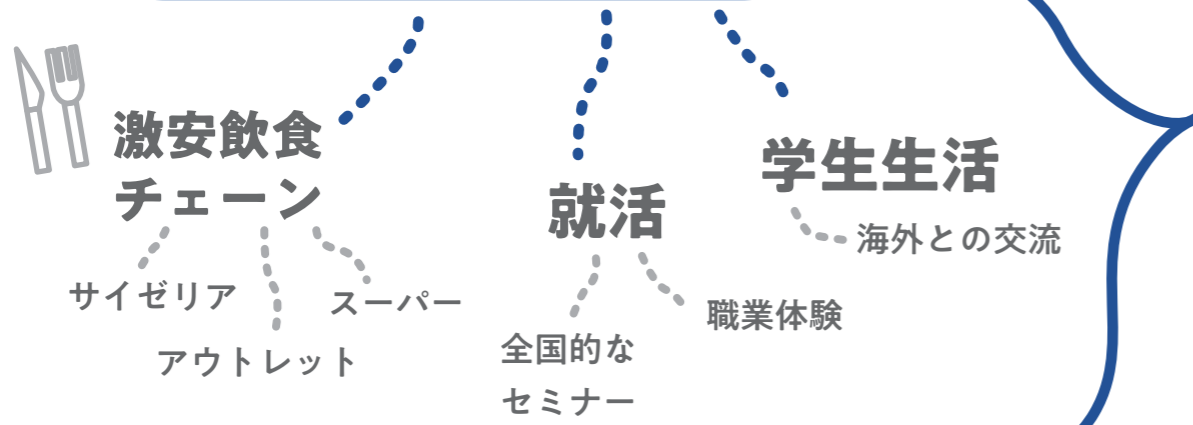 激安飲食
チェーン
サイゼリア
アウトレット
スーパー
就活
全国的な
セミナー
職業体験
学生生活
海外との交流